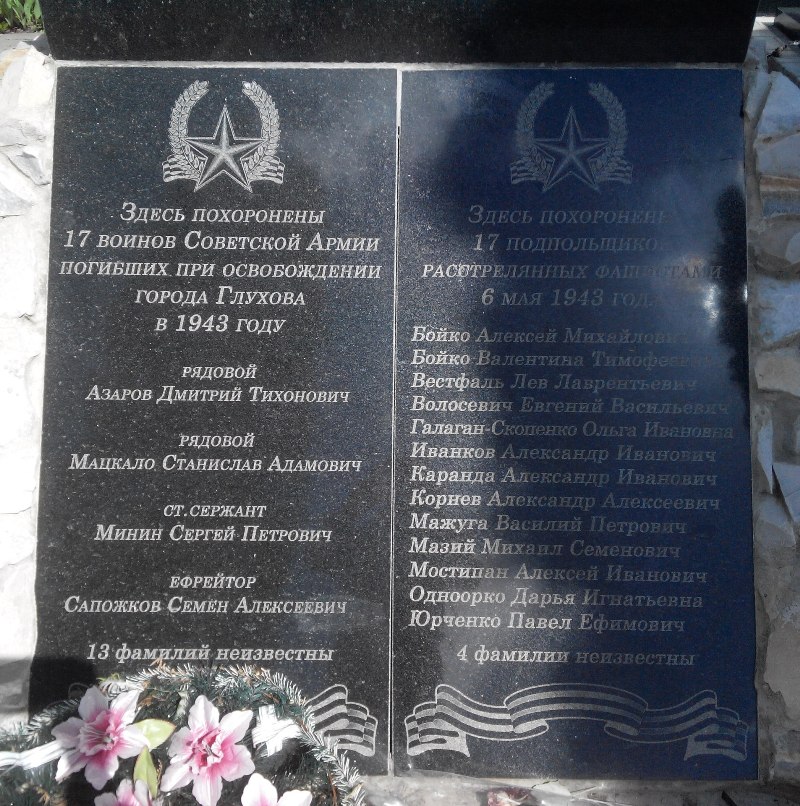 Здесь похоронены
17 воинов Советской Армии
погибших при освобождении
города Глухова
в 1943 году
рядовой
Азаров Дмитрий Тихонович
рядовой
Мацкало Станислав Адамович
ст. сержант
Минин Сергей Петрович
ефрейтор
Сапожков Семён Алексеевич
13 фамилий неизвестны
Здесь похоронены
17 подпольщиков
расстрелянных фашистами
6 мая 1943 года
Бойко Алексей Михайлович
Бойко Валентина Тимофеевна
Вестфаль Лев Лаврентьевич
Волосевич Евгений Васильевич
Галаган-Скопенко Ольга Ивановна
Иванков Александр Иванович
Каранда Александр Иванович
Корнев Александр Алексеевич
Мажуга Василий Петрович
Мазий Михаил Семенович
Мостипан Алексей Иванович
Одноорко Дарья Игнатьевна
Юрченко Павел Ефимович
4 фамилии неизвестны